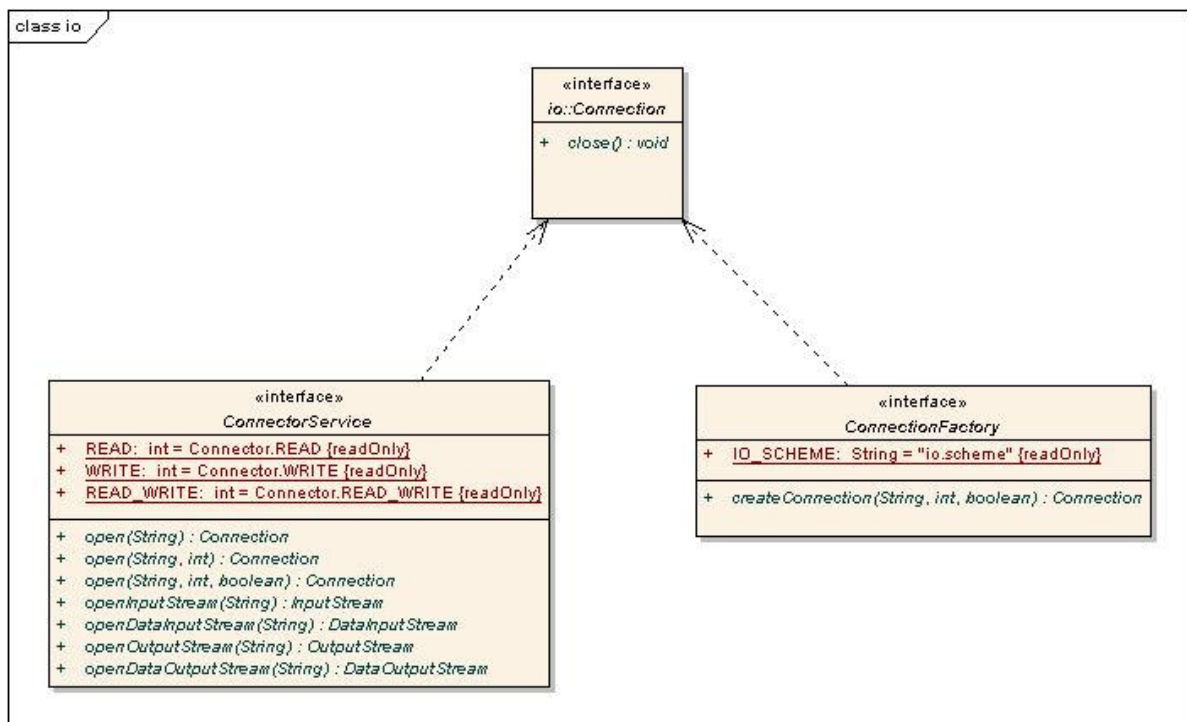 class io
«interface»
io::Connection
+ close() : void
«interface»
ConnectorService
+ READ: int = Connector.READ {readOnly}
+ WRITE: int = Connector.WRITE {readOnly}
+ READ_WRITE: int = Connector.READ_WRITE {readOnly}
+ open(String) : Connection
+ open(String, int) : Connection
+ open(String, int, boolean) : Connection
+ openInputStream(String) : InputStream
+ openDataInputStream(String) : DataInputStream
+ openOutputStream(String) : OutputStream
+ openDataOutputStream(String) : DataOutputStream
«interface»
ConnectionFactory
+ IO_SCHEME: String = "io.scheme" {readOnly}
+ createConnection(String, int, boolean) : Connection